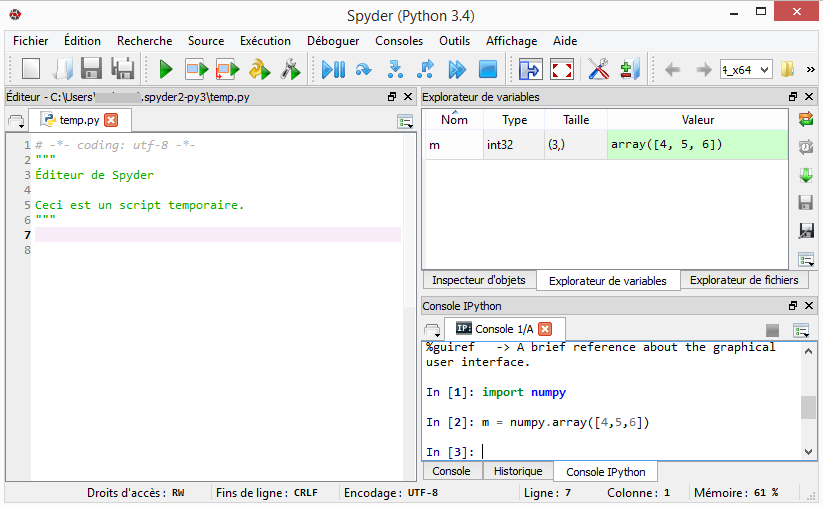 Spyder (Python 3.4)
Fichier Édition Recherche Source Exécution Déboguer Consoles Outils Affichage Aide
_x64
»
Éditeur - C:\Users\ .spyder2-py3\temp.py
temp.py
1 # -*- coding: utf-8 -*-
2 """
3 Éditeur de Spyder
4
5 Ceci est un script temporaire.
6 """
7
8
Explorateur de variables
Nom Type Taille Valeur
m int32 (3,) array([4, 5, 6])
Inspecteur d'objets Explorateur de variables Explorateur de fichiers
Console IPython
IP: Console 1/A
%guiref -> A brief reference about the graphical
user interface.
In [1]: import numpy
In [2]: m = numpy.array([4,5,6])
In [3]:
Console Historique Console IPython
Droits d'accès : RW Fins de ligne : CRLF Encodage : UTF-8 Ligne : 7 Colonne : 1 Mémoire : 61 %